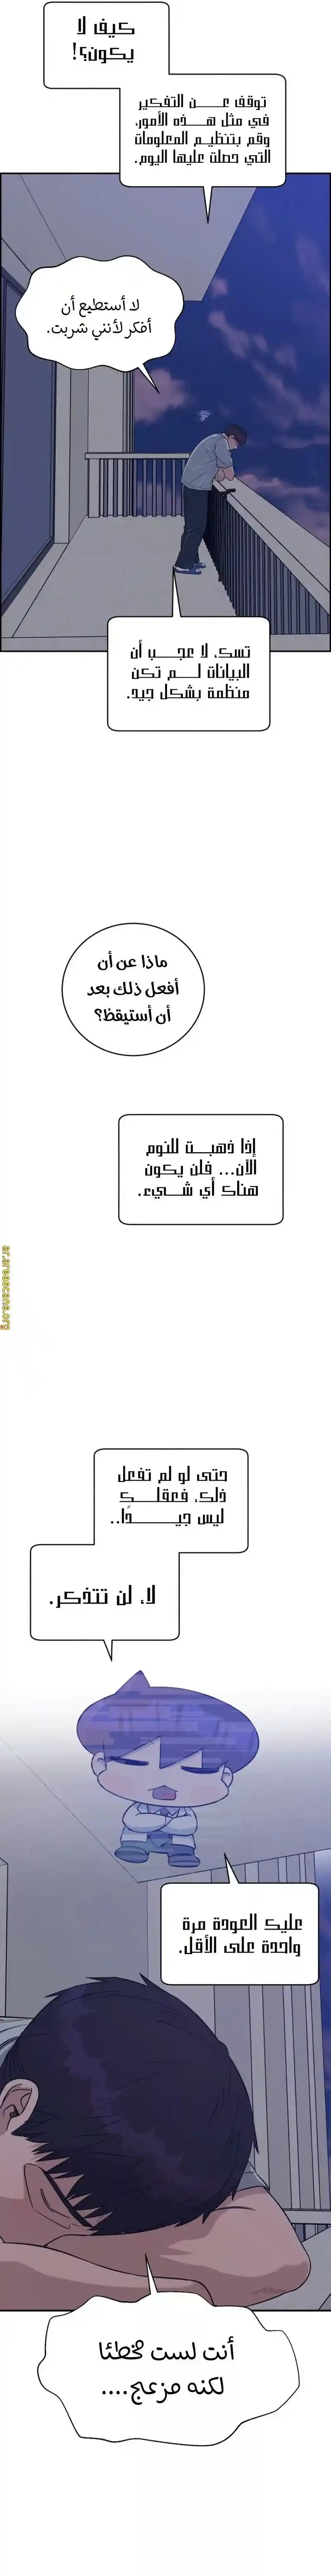 كيف لا
يكون؟!
توقف عن التفكير
في مثل هذه الأمور،
وقم بتنظيم المعلومات
التي حصلت عليها اليوم.
لا أستطيع أن
أفكر لأنني شربت.
تسك، لا عجب أن
البيانات لم تكن
منظمة بشكل جيد.
ماذا عن أن
أفعل ذلك بعد
أن أستيقظ؟
إذا ذهبت للنوم
الآن... فلن يكون
هناك أي شيء.
ar.areascans.org
حتى لو لم تفعل
ذلك، فعقلك
ليس جيدًا..
لا، لن تتذكر.
عليك العودة مرة
واحدة على الأقل.
أنت لست مخطئا
لكنه مزعج....